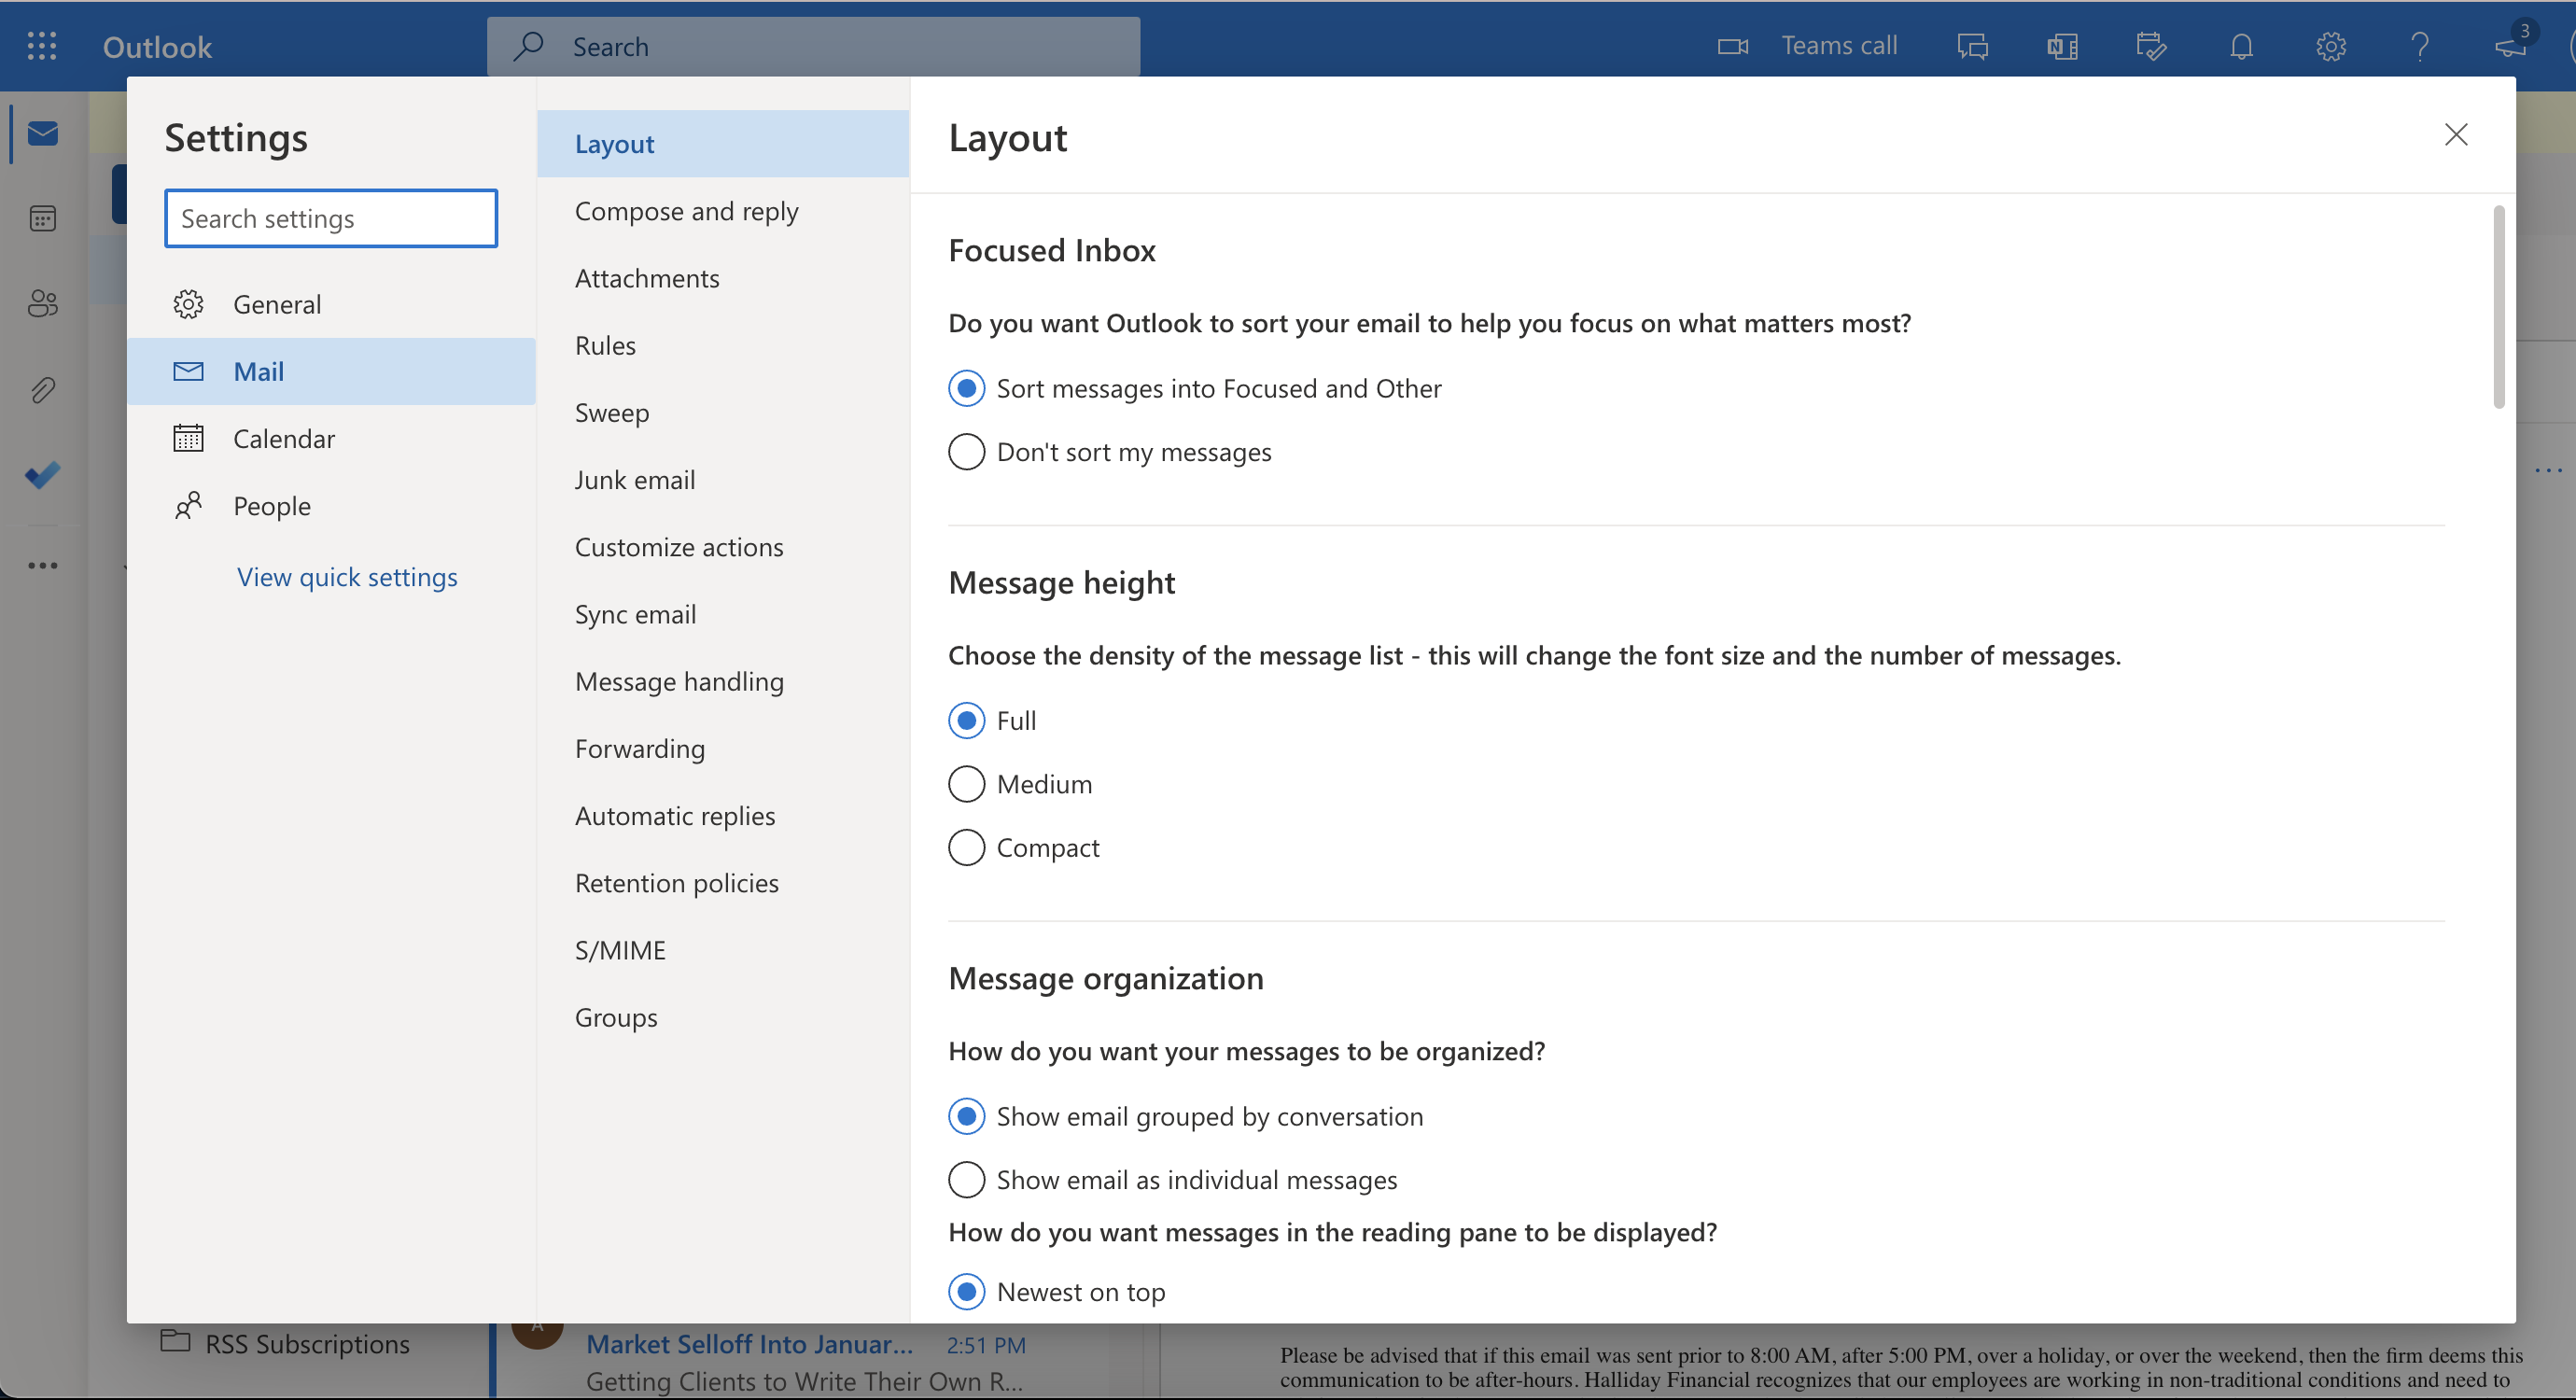 Outlook
Search
Teams call
3
Settings
Search settings
General
Mail
Calendar
People
View quick settings
Layout
Compose and reply
Attachments
Rules
Sweep
Junk email
Customize actions
Sync email
Message handling
Forwarding
Automatic replies
Retention policies
S/MIME
Groups
Layout
Focused Inbox
Do you want Outlook to sort your email to help you focus on what matters most?
Sort messages into Focused and Other
Don't sort my messages
Message height
Choose the density of the message list - this will change the font size and the number of messages.
Full
Medium
Compact
Message organization
How do you want your messages to be organized?
Show email grouped by conversation
Show email as individual messages
How do you want messages in the reading pane to be displayed?
Newest on top
RSS Subscriptions
A
Market Selloff Into Januar... 2:51 PM
Getting Clients to Write Their Own R...
Please be advised that if this email was sent prior to 8:00 AM, after 5:00 PM, over a holiday, or over the weekend, then the firm deems this
communication to be after-hours. Halliday Financial recognizes that our employees are working in non-traditional conditions and need to